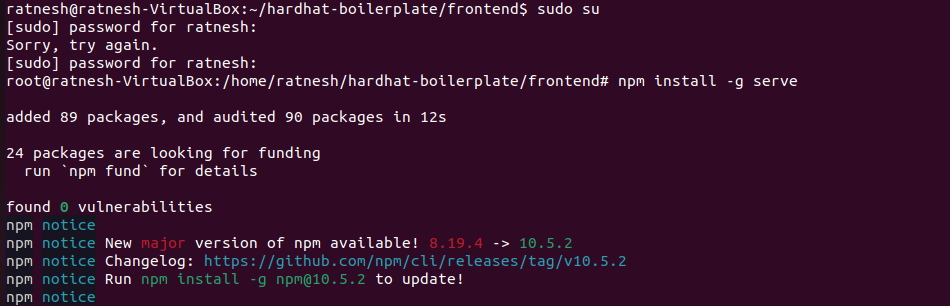 ratnesh@ratnesh-VirtualBox:~/hardhat-boilerplate/frontend$ sudo su
[sudo] password for ratnesh:
Sorry, try again.
[sudo] password for ratnesh:
root@ratnesh-VirtualBox:/home/ratnesh/hardhat-boilerplate/frontend# npm install -g serve

added 89 packages, and audited 90 packages in 12s

24 packages are looking for funding
  run `npm fund` for details

found 0 vulnerabilities
npm notice
npm notice New major version of npm available! 8.19.4 -> 10.5.2
npm notice Changelog: https://github.com/npm/cli/releases/tag/v10.5.2
npm notice Run npm install -g npm@10.5.2 to update!
npm notice